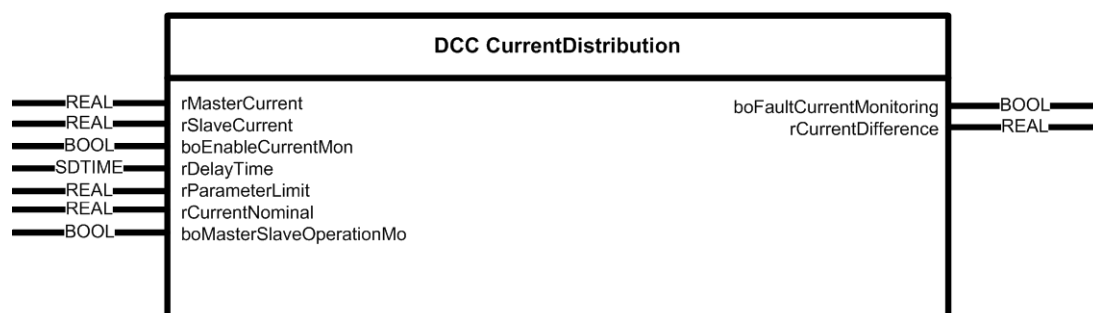 DCC CurrentDistribution
REAL rMasterCurrent boFaultCurrentMonitoring BOOL
REAL rSlaveCurrent rCurrentDifference REAL
BOOL boEnableCurrentMon
SDTIME rDelayTime
REAL rParameterLimit
REAL rCurrentNominal
BOOL boMasterSlaveOperationMo